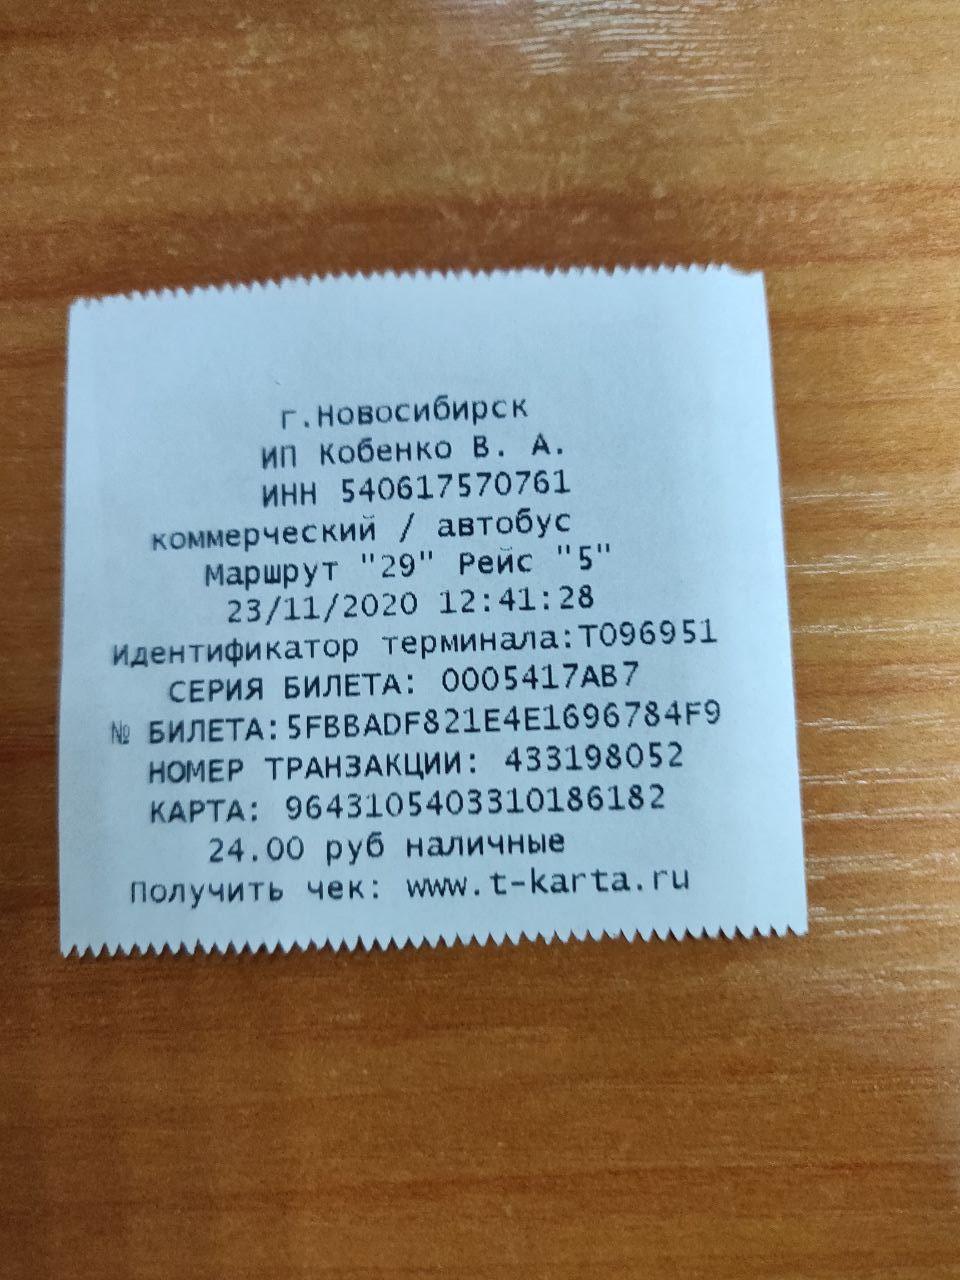 г.Новосибирск
ИП Кобенко В. А.
ИНН 540617570761
коммерческий / автобус
Маршрут "29" Рейс "5"
23/11/2020 12:41:28
Идентификатор терминала:T096951
СЕРИЯ БИЛЕТА: 0005417AB7
№ БИЛЕТА:5FBBADF821E4E1696784F9
НОМЕР ТРАНЗАКЦИИ: 433198052
КАРТА: 9643105403310186182
24.00 руб наличные
Получить чек: www.t-karta.ru